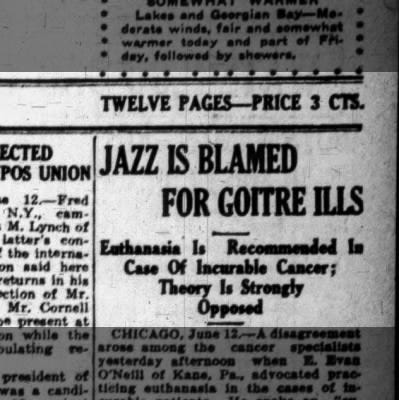 SOMEWHAT WARMER
Lakes and Georgian Bay—Mo-
derate winds, fair and somewhat
warmer today and part of Fri-
day, followed by showers.
TWELVE PAGES—PRICE 3 CTS.
ECTED
POS UNION
12.—Fred
N.Y., cam-
M. Lynch of
latter's con-
the interna-
on said here
returns in his
ction of Mr.
Mr. Cornell
be present at
on while the
pulating re-
president of
was a candi-
JAZZ IS BLAMED
FOR GOITRE ILLS
Euthanasia Is Recommended In
Case Of Incurable Cancer;
Theory Is Strongly
Opposed
CHICAGO, June 12.—A disagreement
arose among the cancer specialists
yesterday afternoon when E. Evan
O'Neill of Kane, Pa., advocated prac-
ticing euthanasia in the cases of in-